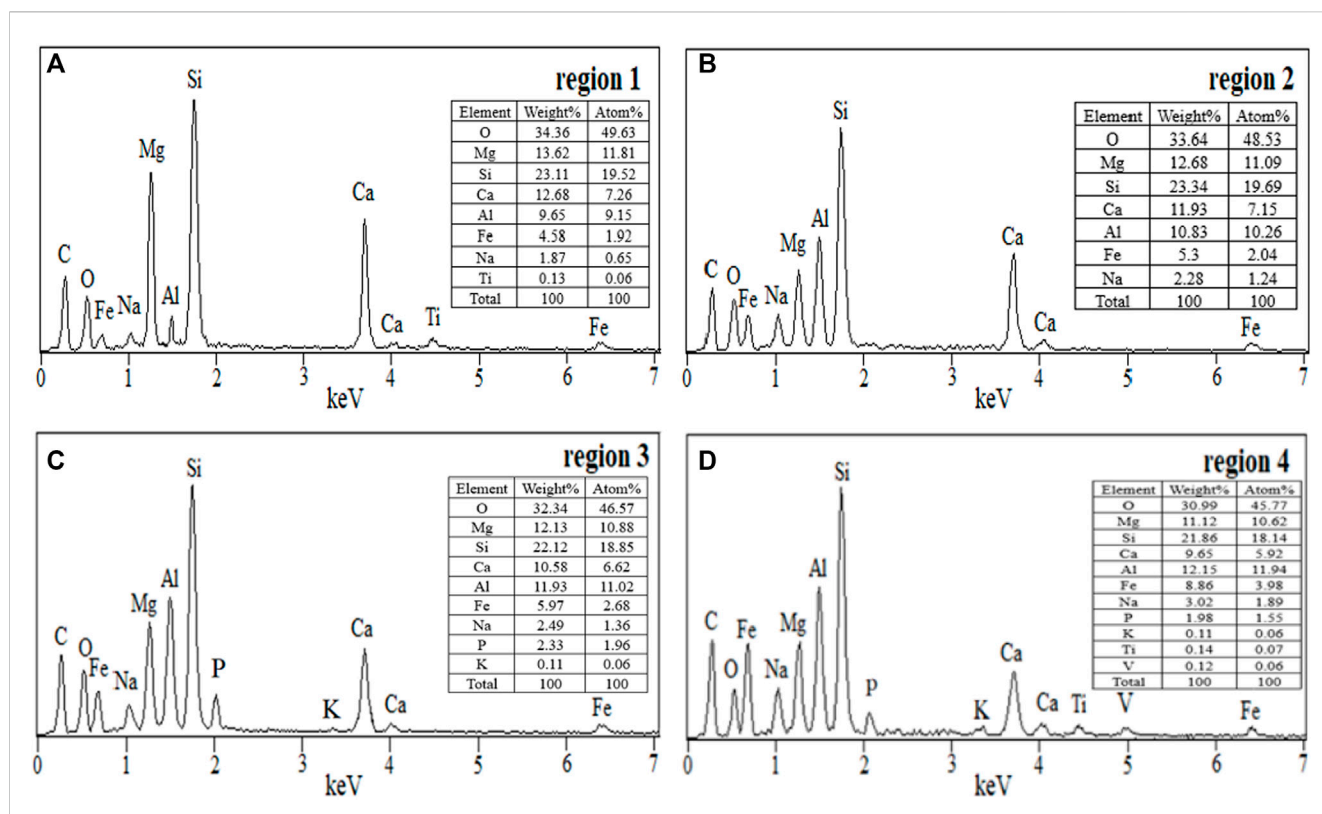 A
region 1
Element Weight% Atom%
O 34.36 49.63
Mg 13.62 11.81
Si 23.11 19.52
Ca 12.68 7.26
Al 9.65 9.15
Fe 4.58 1.92
Na 1.87 0.65
Ti 0.13 0.06
Total 100 100
C O Fe Na Mg Al Si Ca Ca Ti Fe
0 1 2 3 4 5 6 7
keV
B
region 2
Element Weight% Atom%
O 33.64 48.53
Mg 12.68 11.09
Si 23.34 19.69
Ca 11.93 7.15
Al 10.83 10.26
Fe 5.3 2.04
Na 2.28 1.24
Total 100 100
C O Fe Na Mg Al Si Ca Ca Fe
0 1 2 3 4 5 6 7
keV
C
region 3
Element Weight% Atom%
O 32.34 46.57
Mg 12.13 10.88
Si 22.12 18.85
Ca 10.58 6.62
Al 11.93 11.02
Fe 5.97 2.68
Na 2.49 1.36
P 2.33 1.96
K 0.11 0.06
Total 100 100
C O Fe Na Mg Al Si P K Ca Ca Fe
0 1 2 3 4 5 6 7
keV
D
region 4
Element Weight% Atom%
O 30.99 45.77
Mg 11.12 10.62
Si 21.86 18.14
Ca 9.65 5.92
Al 12.15 11.94
Fe 8.86 3.98
Na 3.02 1.89
P 1.98 1.55
K 0.11 0.06
Ti 0.14 0.07
V 0.12 0.06
Total 100 100
C O Fe Na Mg Al Si p K Ca Ca Ti V Fe
0 1 2 3 4 5 6 7
keV